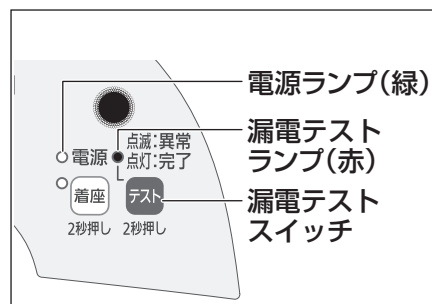 電源ランプ(緑)
漏電テスト
ランプ(赤)
漏電テスト
スイッチ
点滅:異常
電源 点灯:完了
着座 テスト
2秒押し 2秒押し